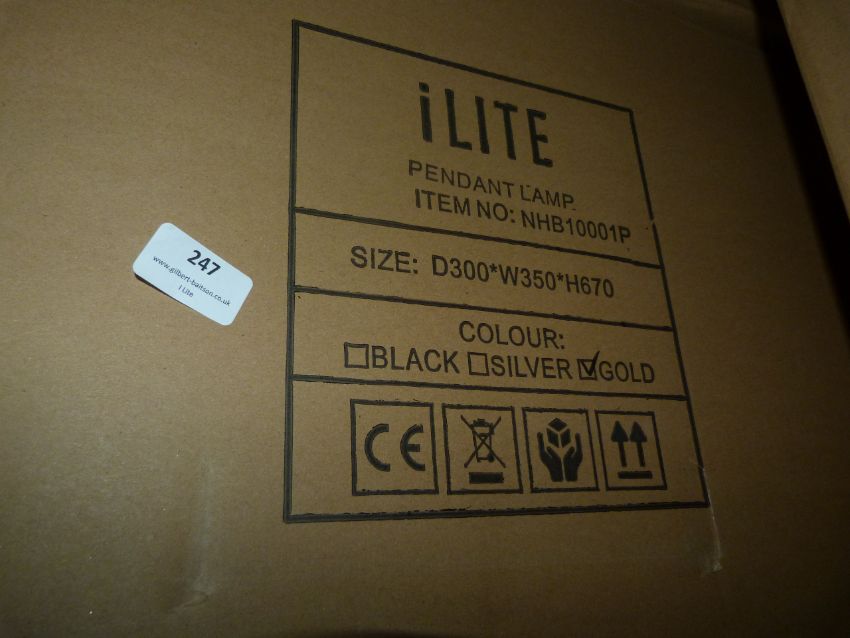 iLITE
PENDANT LAMP
ITEM NO: NHB10001P
SIZE: D300*W350*H670
COLOUR:
BLACK SILVER GOLD
CE
247
www.gilbert-baitson.co.uk
I Lite